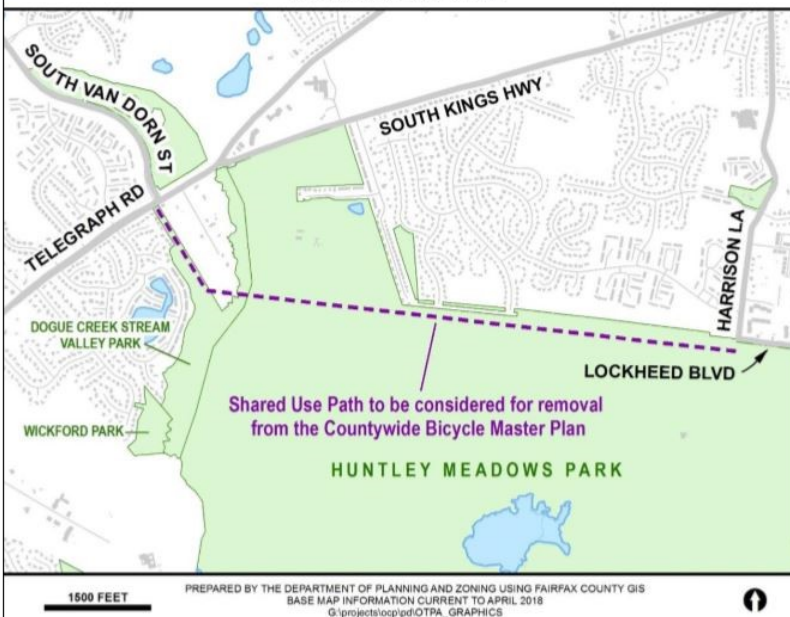 SOUTH VAN DORN ST
SOUTH KINGS HWY
TELEGRAPH RD
HARRISON LA
DOGUE CREEK STREAM
VALLEY PARK
LOCKHEED BLVD
Shared Use Path to be considered for removal
from the Countywide Bicycle Master Plan
WICKFORD PARK
HUNTLEY MEADOWS PARK
1500 FEET
PREPARED BY THE DEPARTMENT OF PLANNING AND ZONING USING FAIRFAX COUNTY GIS
BASE MAP INFORMATION CURRENT TO APRIL 2018
G:\projects\ocp\pd\OTPA_GRAPHICS